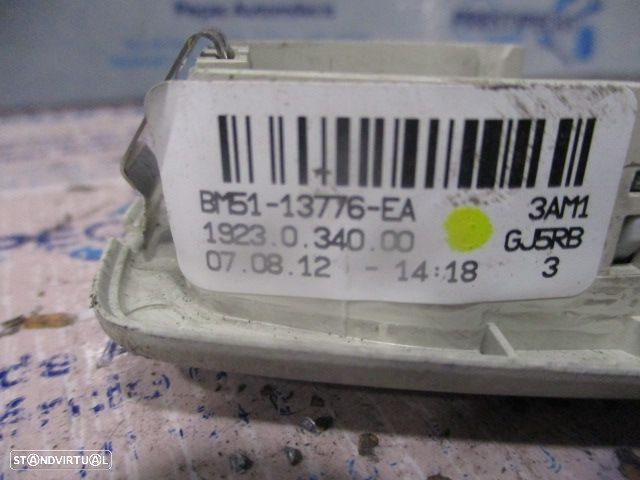 BM51-13776-EA 3AM1
1923.0.340.00 GJ5RB
07.08.12 - 14:18 3
STANDVIRTUAL